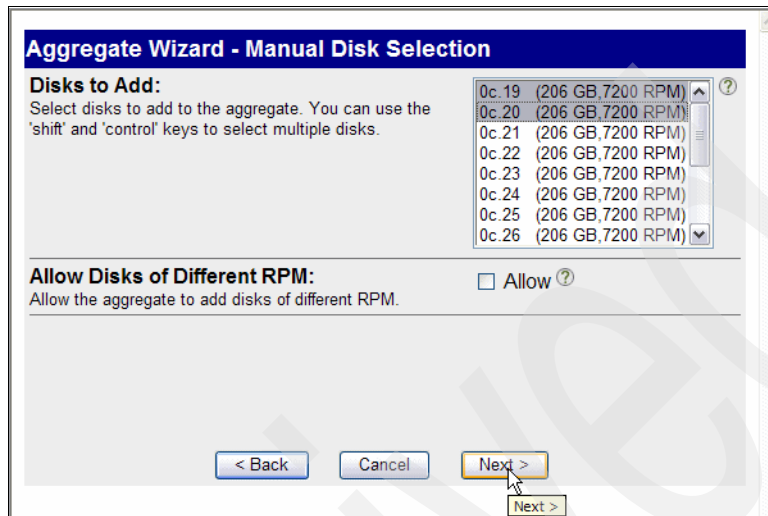 Aggregate Wizard - Manual Disk Selection
Disks to Add:
Select disks to add to the aggregate. You can use the
'shift' and 'control' keys to select multiple disks.
0c.19 (206 GB,7200 RPM)
0c.20 (206 GB,7200 RPM)
0c.21 (206 GB,7200 RPM)
0c.22 (206 GB,7200 RPM)
0c.23 (206 GB,7200 RPM)
0c.24 (206 GB,7200 RPM)
0c.25 (206 GB,7200 RPM)
0c.26 (206 GB,7200 RPM)
?
Allow Disks of Different RPM:
Allow the aggregate to add disks of different RPM.
Allow ?
< Back
Cancel
Next >
Next >